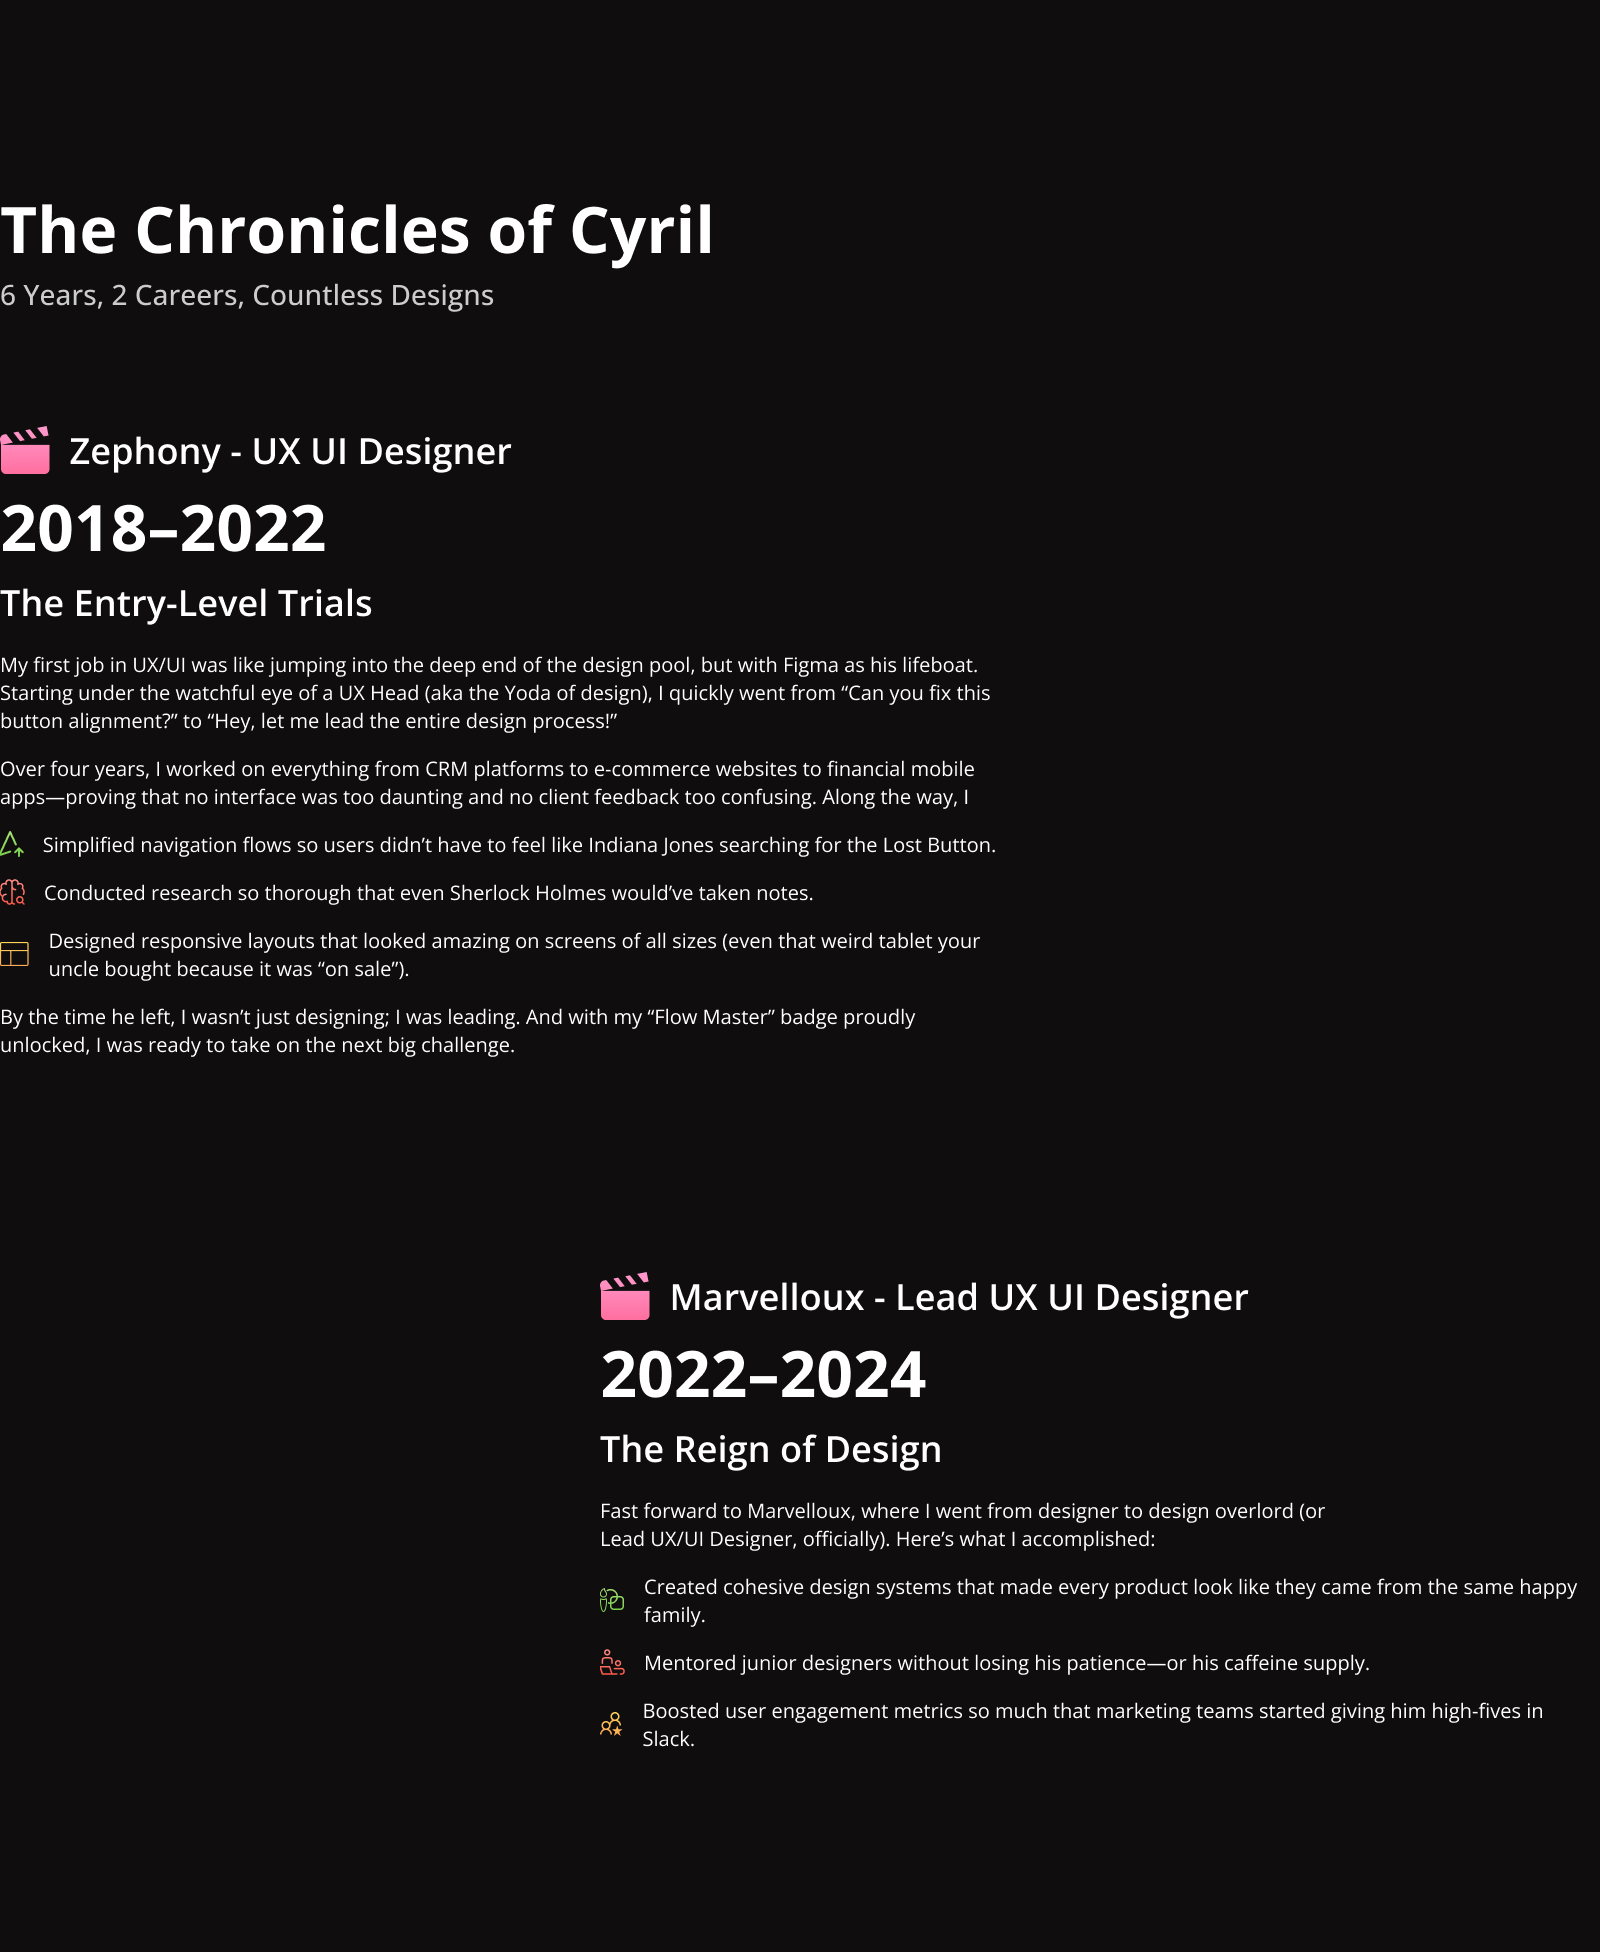 The Chronicles of Cyril
6 Years, 2 Careers, Countless Designs
Zephony - UX UI Designer
2018–2022
The Entry-Level Trials
My first job in UX/UI was like jumping into the deep end of the design pool, but with Figma as his lifeboat.
Starting under the watchful eye of a UX Head (aka the Yoda of design), I quickly went from “Can you fix this
button alignment?” to “Hey, let me lead the entire design process!”
Over four years, I worked on everything from CRM platforms to e-commerce websites to financial mobile
apps—proving that no interface was too daunting and no client feedback too confusing. Along the way, I
Simplified navigation flows so users didn’t have to feel like Indiana Jones searching for the Lost Button.
Conducted research so thorough that even Sherlock Holmes would’ve taken notes.
Designed responsive layouts that looked amazing on screens of all sizes (even that weird tablet your
uncle bought because it was “on sale”).
By the time he left, I wasn’t just designing; I was leading. And with my “Flow Master” badge proudly
unlocked, I was ready to take on the next big challenge.
Marvelloux - Lead UX UI Designer
2022–2024
The Reign of Design
Fast forward to Marvelloux, where I went from designer to design overlord (or
Lead UX/UI Designer, officially). Here’s what I accomplished:
Created cohesive design systems that made every product look like they came from the same happy
family.
Mentored junior designers without losing his patience—or his caffeine supply.
Boosted user engagement metrics so much that marketing teams started giving him high-fives in
Slack.